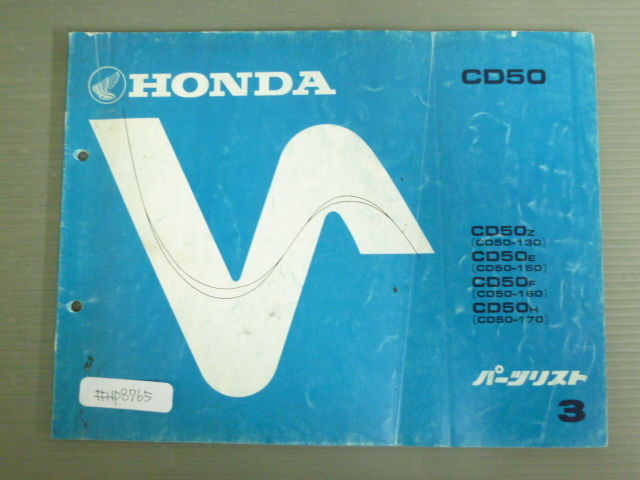 HONDA
CD50
CD50Z
[CD50-130]
CD50E
[CD50-150]
CD50F
[CD50-160]
CD50H
[CD50-170]
パーツリスト
3
#HP8765